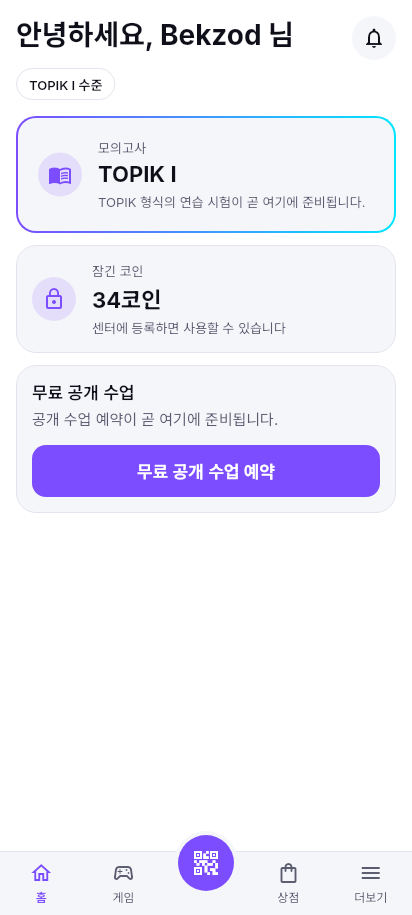 안녕하세요, Bekzod 님
TOPIK I 수준
모의고사
TOPIK I
TOPIK 형식의 연습 시험이 곧 여기에 준비됩니다.
잠긴 코인
34코인
센터에 등록하면 사용할 수 있습니다
무료 공개 수업
공개 수업 예약이 곧 여기에 준비됩니다.
무료 공개 수업 예약
홈
게임
상점
더보기